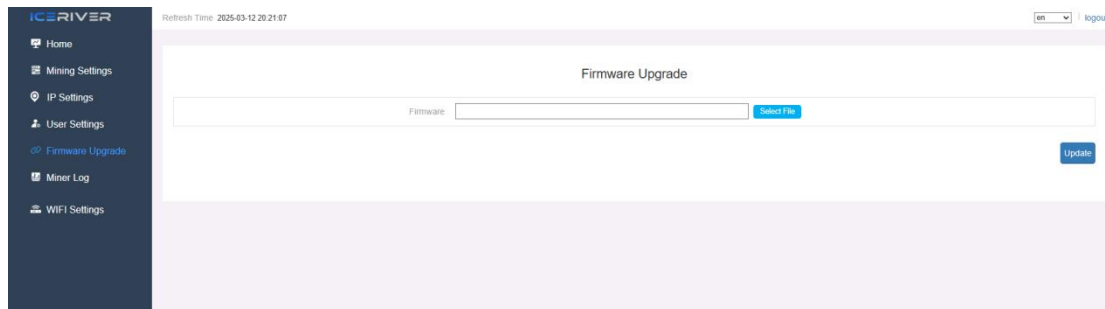 ICERIVER
Refresh Time 2025-03-12 20:21:07
en
logou
Home
Mining Settings
IP Settings
User Settings
Firmware Upgrade
Miner Log
WIFI Settings
Firmware Upgrade
Firmware
Select File
Update